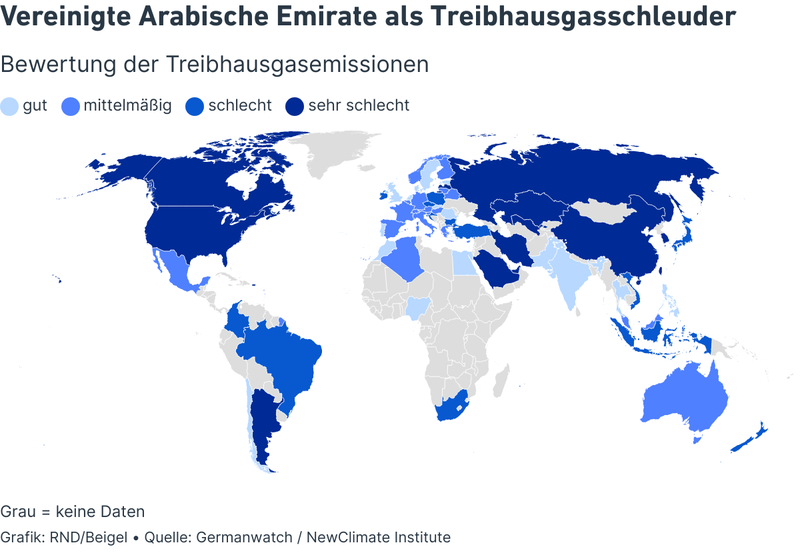 Vereinigte Arabische Emirate als Treibhausgasschleuder
Bewertung der Treibhausgasemissionen
gut mittelmäßig schlecht sehr schlecht
Grau = keine Daten
Grafik: RND/Beigel • Quelle: Germanwatch / NewClimate Institute